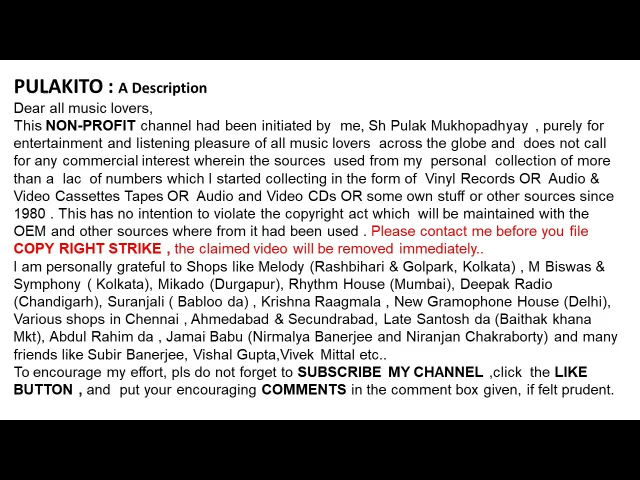 PULAKITO : A Description
Dear all music lovers,
This NON-PROFIT channel had been initiated by me, Sh Pulak Mukhopadhyay , purely for
entertainment and listening pleasure of all music lovers across the globe and does not call
for any commercial interest wherein the sources used from my personal collection of more
than a lac of numbers which I started collecting in the form of Vinyl Records OR Audio &
Video Cassettes Tapes OR Audio and Video CDs OR some own stuff or other sources since
1980 . This has no intention to violate the copyright act which will be maintained with the
OEM and other sources where from it had been used . Please contact me before you file
COPY RIGHT STRIKE , the claimed video will be removed immediately..
I am personally grateful to Shops like Melody (Rashbihari & Golpark, Kolkata) , M Biswas &
Symphony ( Kolkata), Mikado (Durgapur), Rhythm House (Mumbai), Deepak Radio
(Chandigarh), Suranjali ( Babloo da) , Krishna Raagmala , New Gramophone House (Delhi),
Various shops in Chennai , Ahmedabad & Secundrabad, Late Santosh da (Baithak khana
Mkt), Abdul Rahim da , Jamai Babu (Nirmalya Banerjee and Niranjan Chakraborty) and many
friends like Subir Banerjee, Vishal Gupta,Vivek Mittal etc..
To encourage my effort, pls do not forget to SUBSCRIBE MY CHANNEL ,click the LIKE
BUTTON , and put your encouraging COMMENTS in the comment box given, if felt prudent.